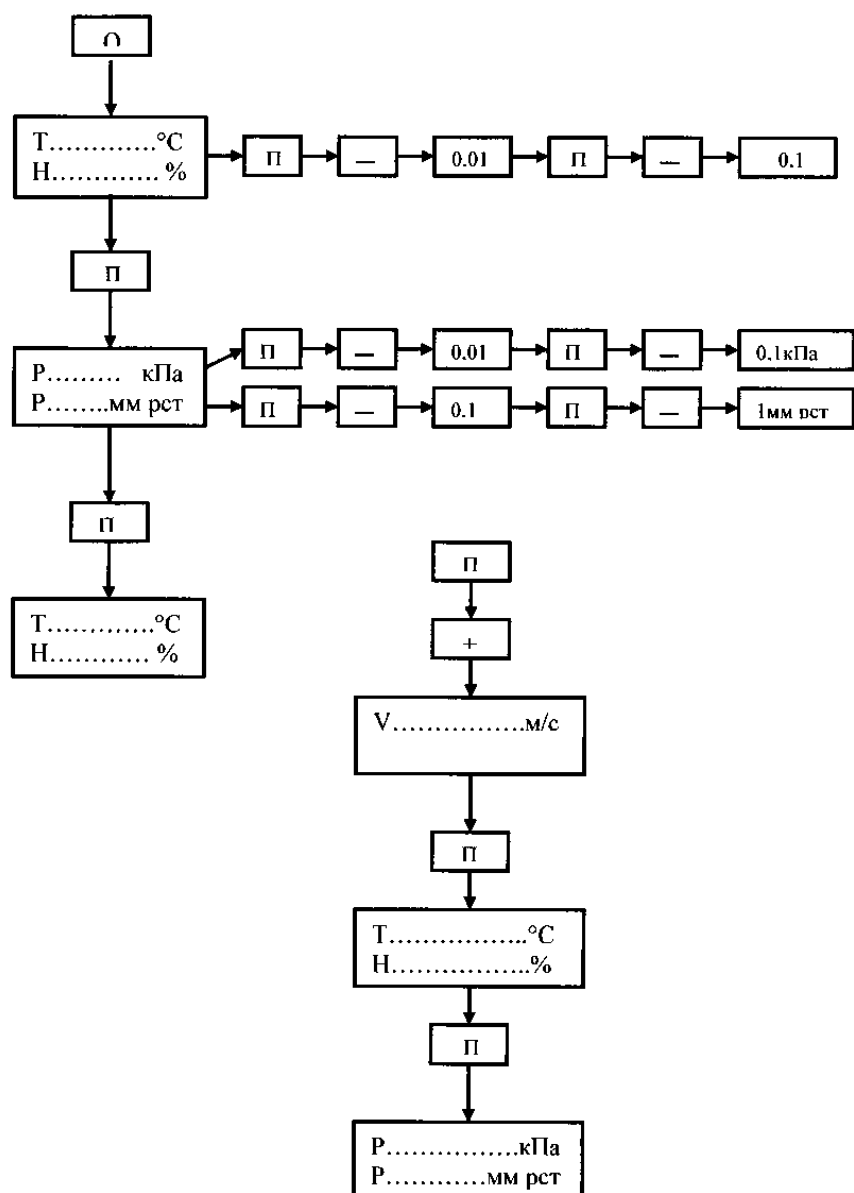 О
Т.............°С
Н............ %
П
—
0.01
П
—
0.1
П
Р......... кПа
Р........мм рст
П
—
0.01
П
—
0.1кПа
П
—
0.1
П
—
1мм рст
П
Т.............°С
Н............ %
П
+
V................м/с
П
Т.................°С
Н.................%
П
Р................кПа
Р............мм рст